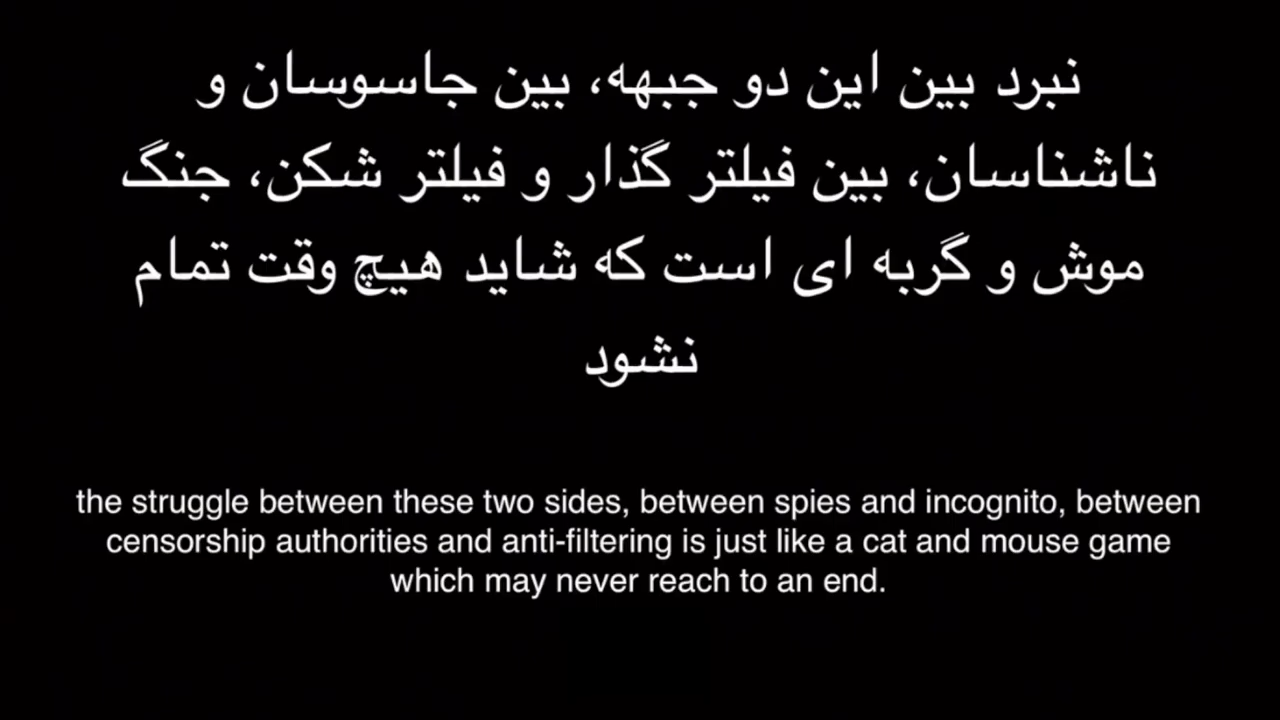 نبرد بین این دو جبهه، بین جاسوسان و
ناشناسان، بین فیلتر گذار و فیلتر شکن، جنگ
موش و گربه ای است که شاید هیچ وقت تمام
نشود
the struggle between these two sides, between spies and incognito, between
censorship authorities and anti-filtering is just like a cat and mouse game
which may never reach to an end.